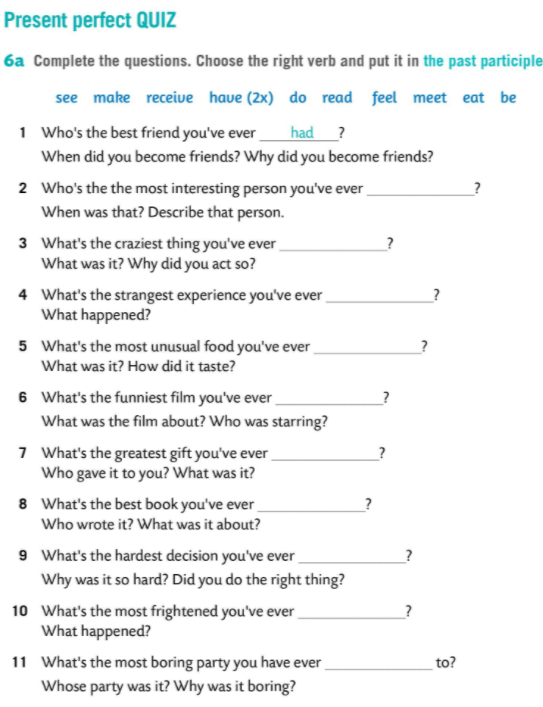 Present perfect QUIZ
6a Complete the questions. Choose the right verb and put it in the past participle
see make receive have (2x) do read feel meet eat be
1 Who's the best friend you've ever ____had___?
When did you become friends? Why did you become friends?
2 Who's the the most interesting person you've ever ______________?
When was that? Describe that person.
3 What's the craziest thing you've ever ______________?
What was it? Why did you act so?
4 What's the strangest experience you've ever ______________?
What happened?
5 What's the most unusual food you've ever ______________?
What was it? How did it taste?
6 What's the funniest film you've ever ______________?
What was the film about? Who was starring?
7 What's the greatest gift you've ever ______________?
Who gave it to you? What was it?
8 What's the best book you've ever ______________?
Who wrote it? What was it about?
9 What's the hardest decision you've ever ______________?
Why was it so hard? Did you do the right thing?
10 What's the most frightened you've ever ______________?
What happened?
11 What's the most boring party you have ever ______________ to?
Whose party was it? Why was it boring?